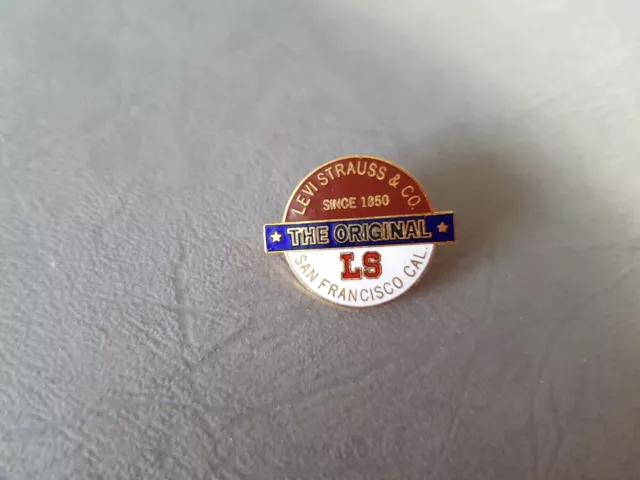 LEVI STRAUSS & CO.
SINCE 1850
★ THE ORIGINAL ★
LS
SAN FRANCISCO CAL.